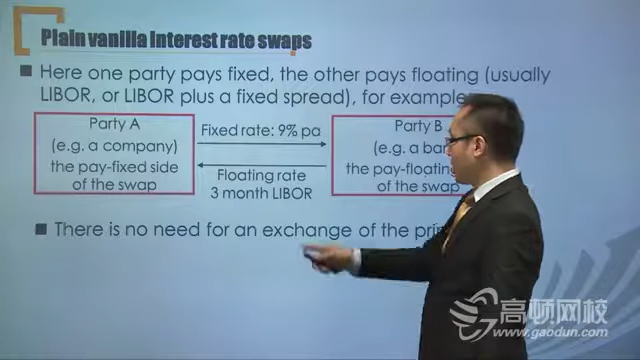 Plain vanilla interest rate swaps
Here one party pays fixed, the other pays floating (usually
LIBOR, or LIBOR plus a fixed spread), for example
Party A
(e.g. a company)
the pay-fixed side
of the swap
Fixed rate: 9% pa
Floating rate
3 month LIBOR
Party B
(e.g. a
the pay-floating
of the swap
There is no need for an exchange of the
高顿网校
www.gaodun.com